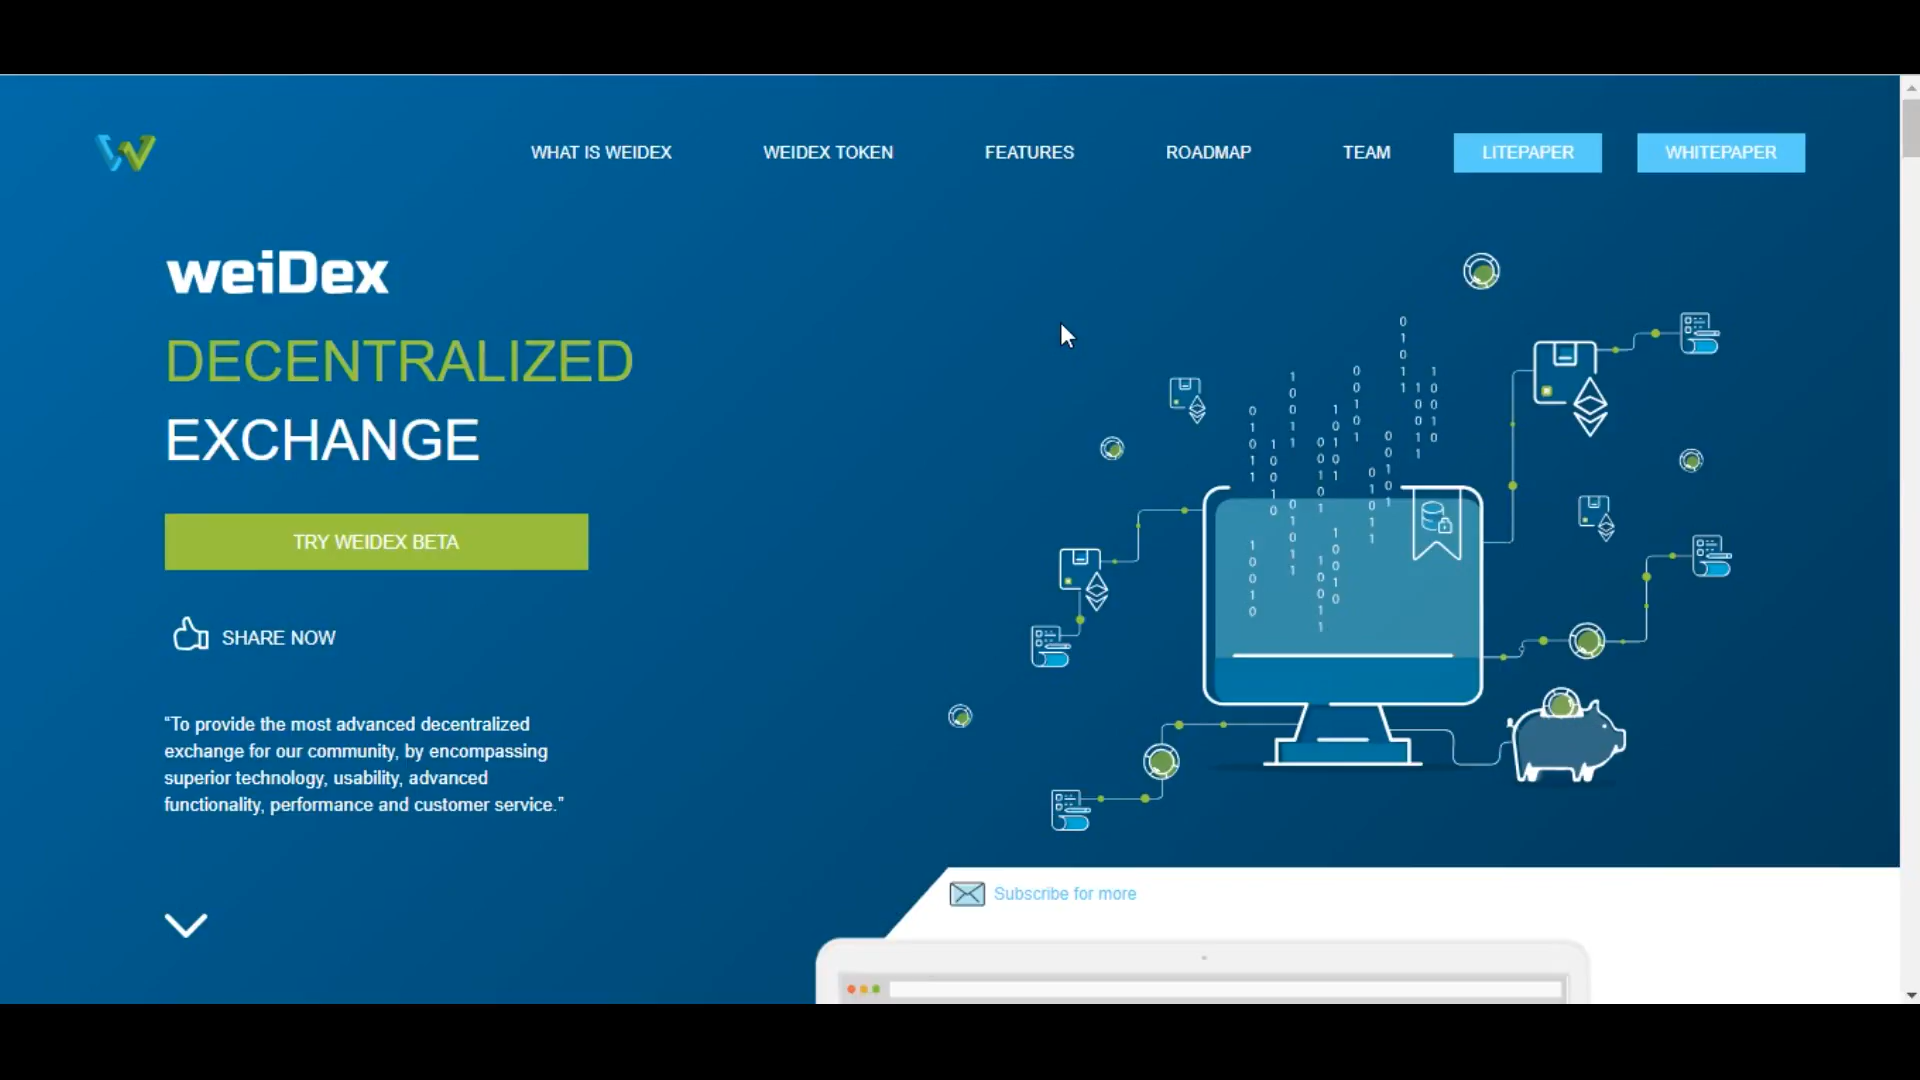 WHAT IS WEIDEX
WEIDEX TOKEN
FEATURES
ROADMAP
TEAM
LITEPAPER
WHITEPAPER
weiDex
DECENTRALIZED
EXCHANGE
TRY WEIDEX BETA
SHARE NOW
“To provide the most advanced decentralized
exchange for our community, by encompassing
superior technology, usability, advanced
functionality, performance and customer service.”
Subscribe for more